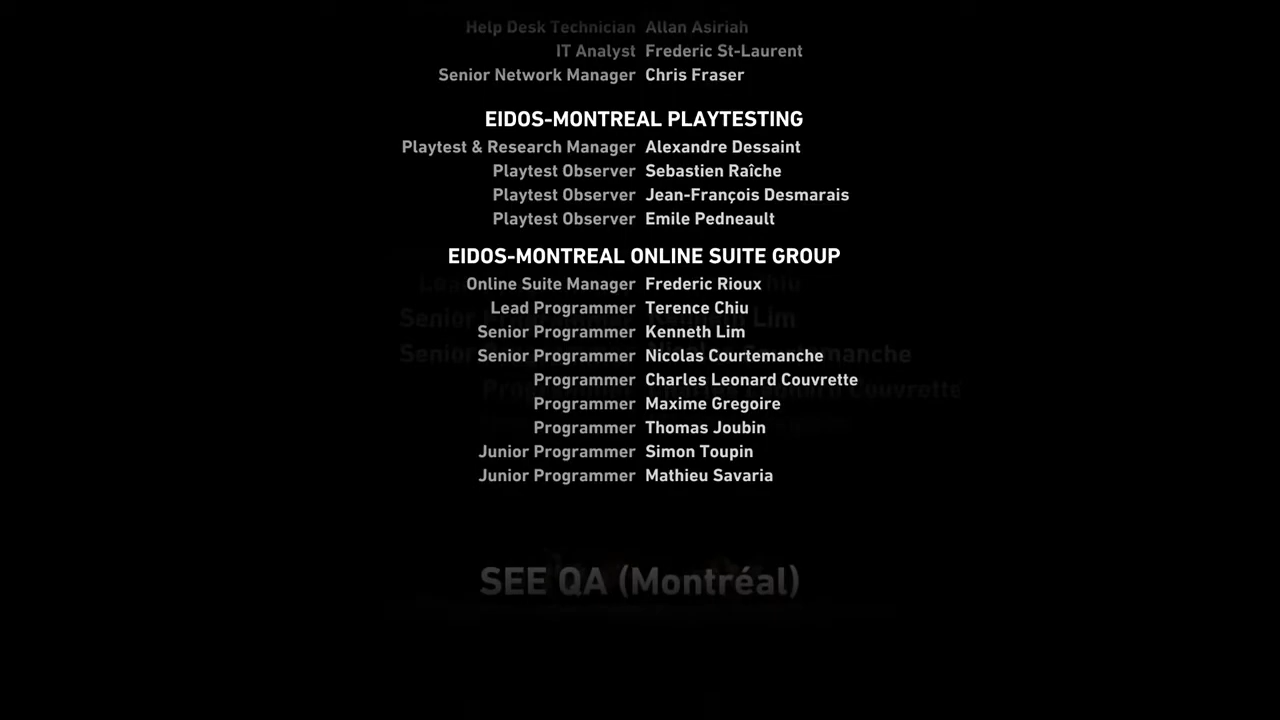 Help Desk Technician Allan Asiriah
IT Analyst Frederic St-Laurent
Senior Network Manager Chris Fraser
EIDOS-MONTREAL PLAYTESTING
Playtest & Research Manager Alexandre Dessaint
Playtest Observer Sebastien Raîche
Playtest Observer Jean-François Desmarais
Playtest Observer Emile Pedneault
EIDOS-MONTREAL ONLINE SUITE GROUP
Online Suite Manager Frederic Rioux
Lead Programmer Terence Chiu
Senior Programmer Kenneth Lim
Senior Programmer Nicolas Courtemanche
Programmer Charles Leonard Couvrette
Programmer Maxime Gregoire
Programmer Thomas Joubin
Junior Programmer Simon Toupin
Junior Programmer Mathieu Savaria
SEE QA (Montréal)